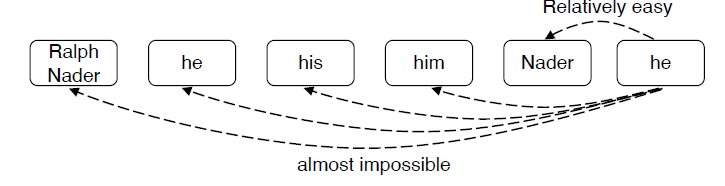 Relatively easy
Ralph
Nader
he
his
him
Nader
he
almost impossible